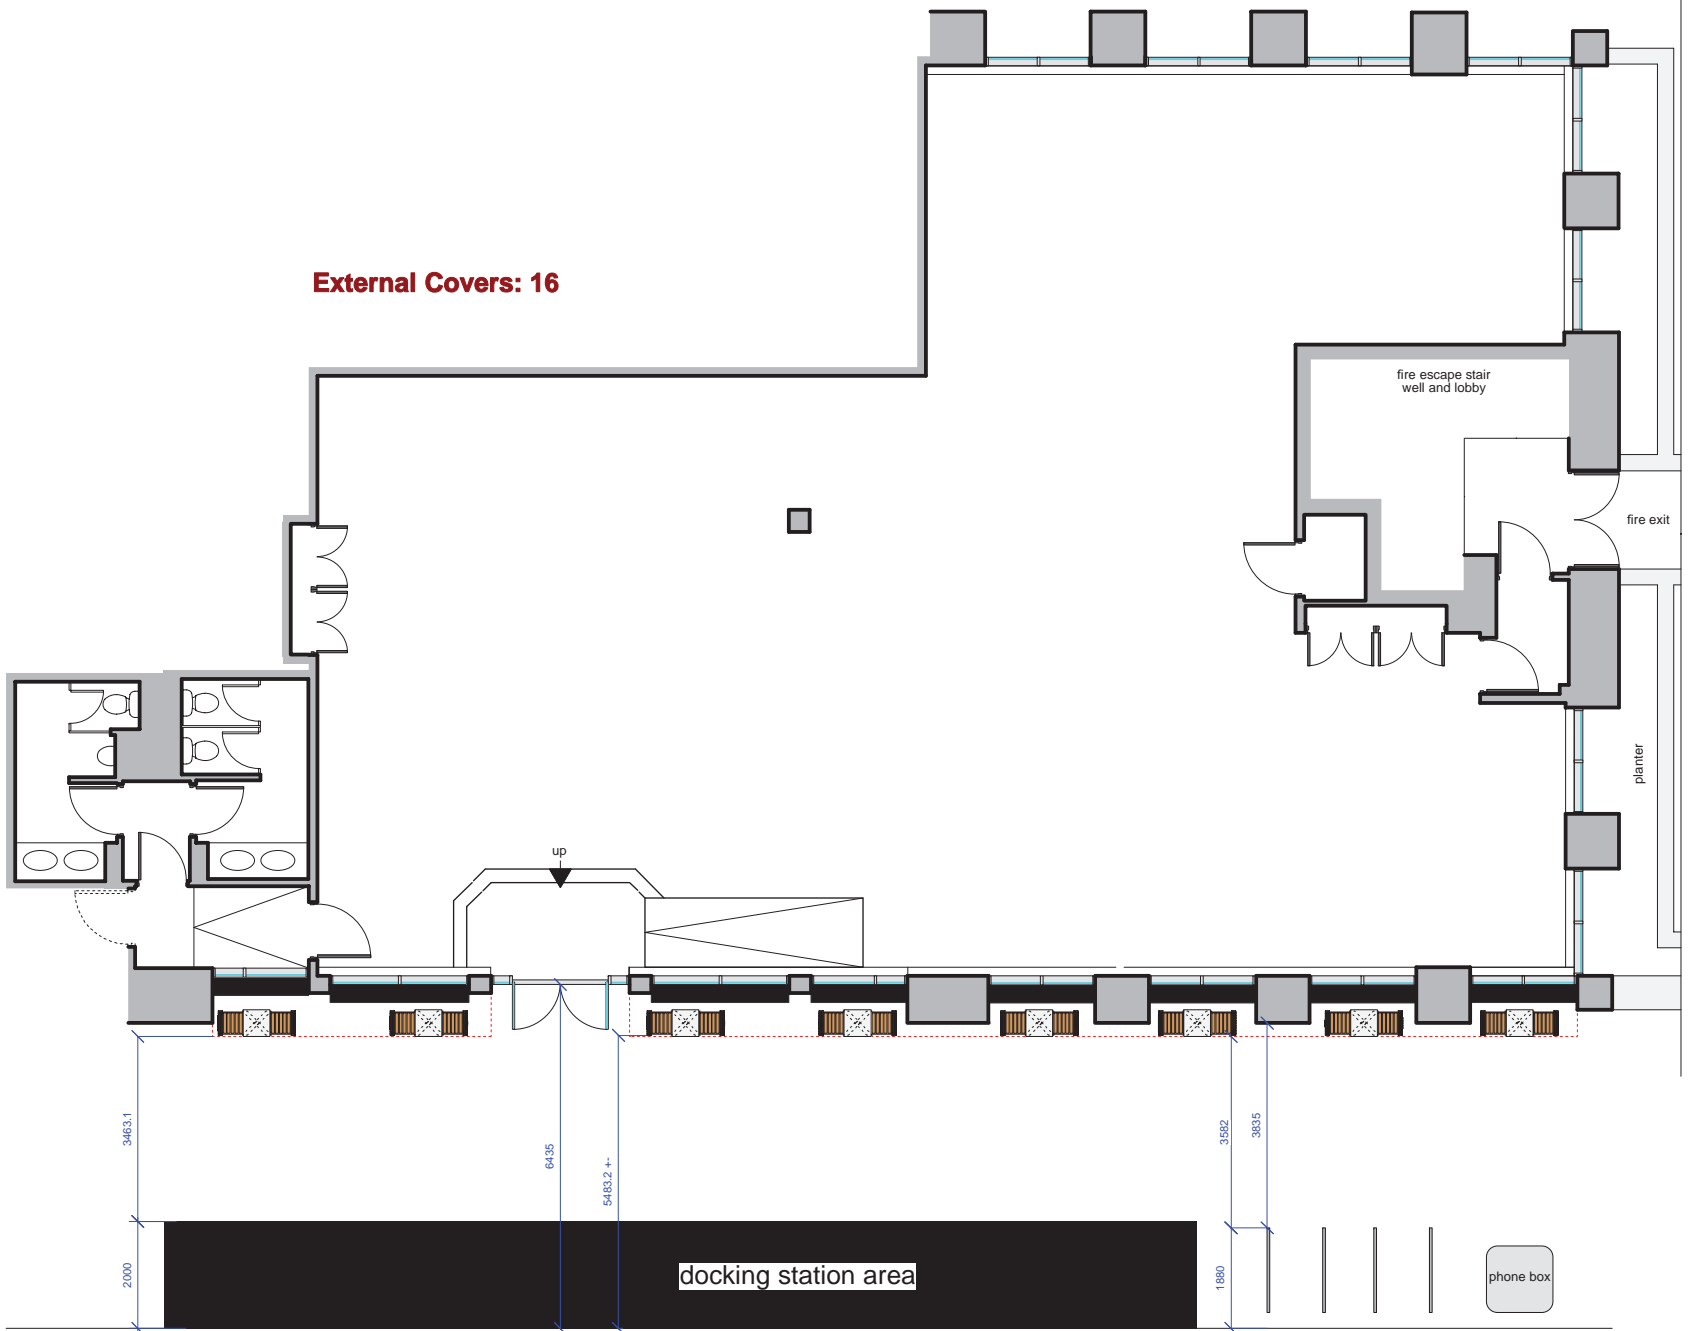 External Covers: 16
fire escape stair
well and lobby
fire exit
planter
up
3463.1
6435
5483.2 +-
3582
3835
2000
docking station area
1880
phone box